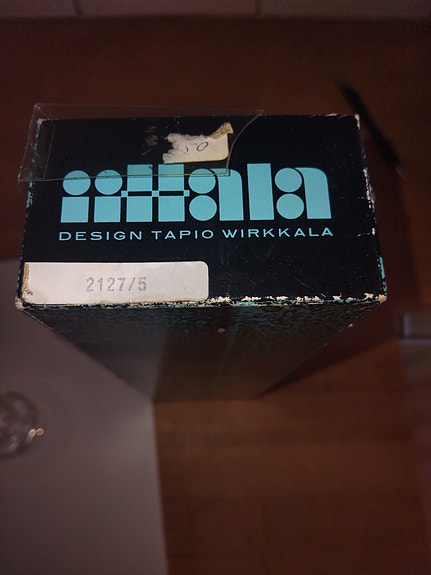 iittala
DESIGN TAPIO WIRKKALA
2127/5